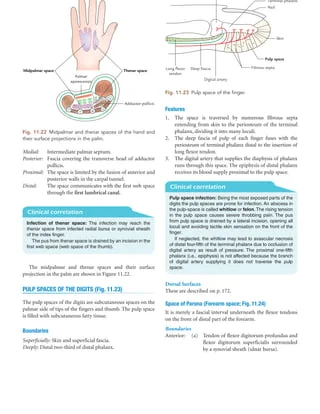 Midpalmar space
Thenar space
Palmar
aponeurosis
Adductor pollicis
Fig. 11.22 Midpalmar and thenar spaces of the hand and
their surface projections in the palm.
Medial: Intermediate palmar septum.
Posterior: Fascia covering the transverse head of adductor
pollicis.
Proximal: The space is limited by the fusion of anterior and
posterior walls in the carpal tunnel.
Distal: The space communicates with the first web space
through the first lumbrical canal.
Clinical correlation
Infection of thenar space: The infection may reach the
thenar space from infected radial bursa or synovial sheath
of the index finger.
The pus from thenar space is drained by an incision in the
first web space (web space of the thumb).
The midpalmar and thenar spaces and their surface
projection in the palm are shown in Figure 11.22.
PULP SPACES OF THE DIGITS (Fig. 11.23)
The pulp spaces of the digits are subcutaneous spaces on the
palmar side of tips of the fingers and thumb. The pulp space
is filled with subcutaneous fatty tissue.
Boundaries
Superficially: Skin and superficial fascia.
Deeply: Distal two-third of distal phalanx.
Terminal phalanx
Nail
Skin
Pulp space
Fibrous septa
Long flexor
tendon
Deep fascia
Digital artery
Fig. 11.23 Pulp space of the finger.
Features
1. The space is traversed by numerous fibrous septa
extending from skin to the periosteum of the terminal
phalanx, dividing it into many loculi.
2. The deep fascia of pulp of each finger fuses with the
periosteum of terminal phalanx distal to the insertion of
long flexor tendon.
3. The digital artery that supplies the diaphysis of phalanx
runs through this space. The epiphysis of distal phalanx
receives its blood supply proximal to the pulp space.
Clinical correlation
Pulp space infection: Being the most exposed parts of the
digits the pulp spaces are prone for infection. An abscess in
the pulp-space is called whitlow or felon. The rising tension
in the pulp space causes severe throbbing pain. The pus
from pulp space is drained by a lateral incision, opening all
loculi and avoiding tactile skin sensation on the front of the
finger.
If neglected, the whitlow may lead to avascular necrosis
of distal four-fifth of the terminal phalanx due to occlusion of
digital artery as result of pressure. The proximal one-fifth
phalanx (i.e., epiphysis) is not affected because the branch
of digital artery supplying it does not traverse the pulp
space.
Dorsal Surfaces
These are described on p. 172.
Space of Parona (Forearm space; Fig. 11.24)
It is merely a fascial interval underneath the flexor tendons
on the front of distal part of the forearm.
Boundaries
Anterior: (a) Tendon of flexor digitorum profundus and
flexor digitorum superficialis surrounded
by a synovial sheath (ulnar bursa).